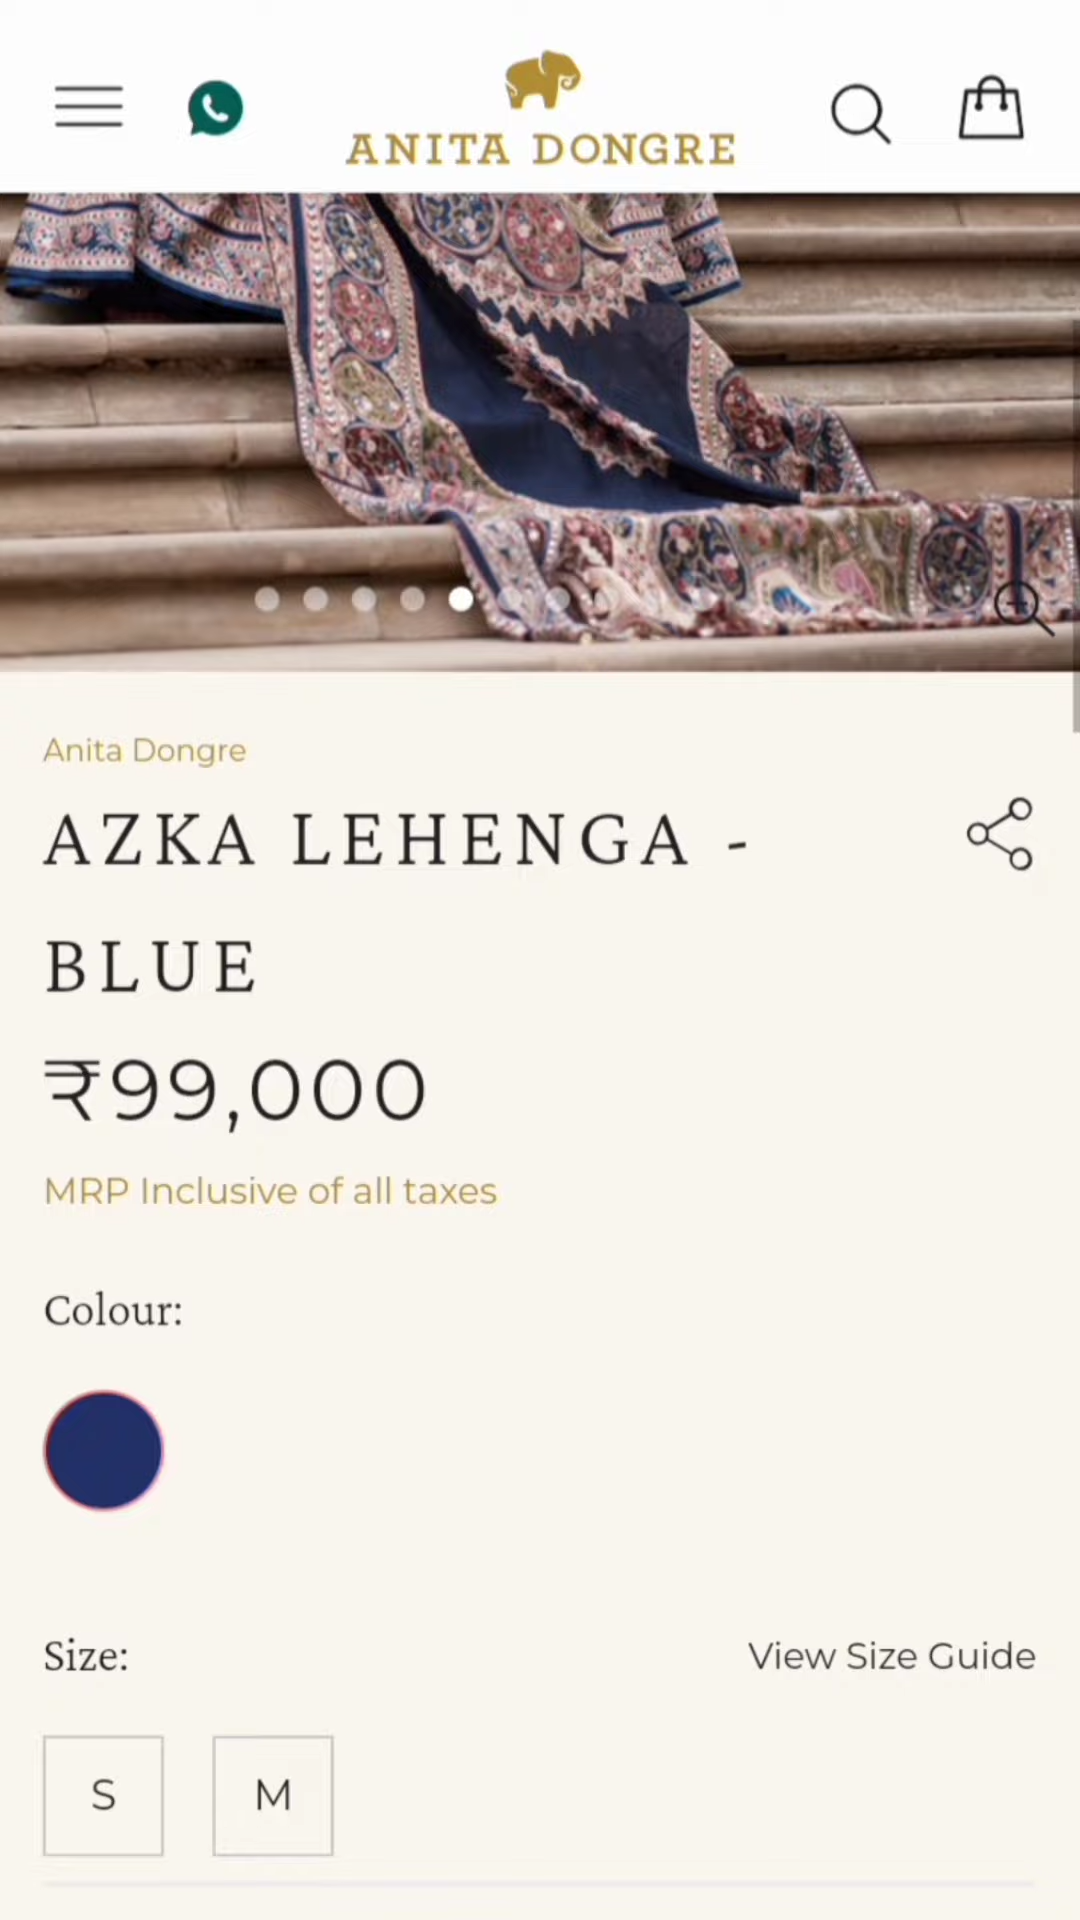 ANITA DONGRE
Anita Dongre
AZKA LEHENGA -
BLUE
₹99,000
MRP Inclusive of all taxes
Colour:
Size:
View Size Guide
S
M